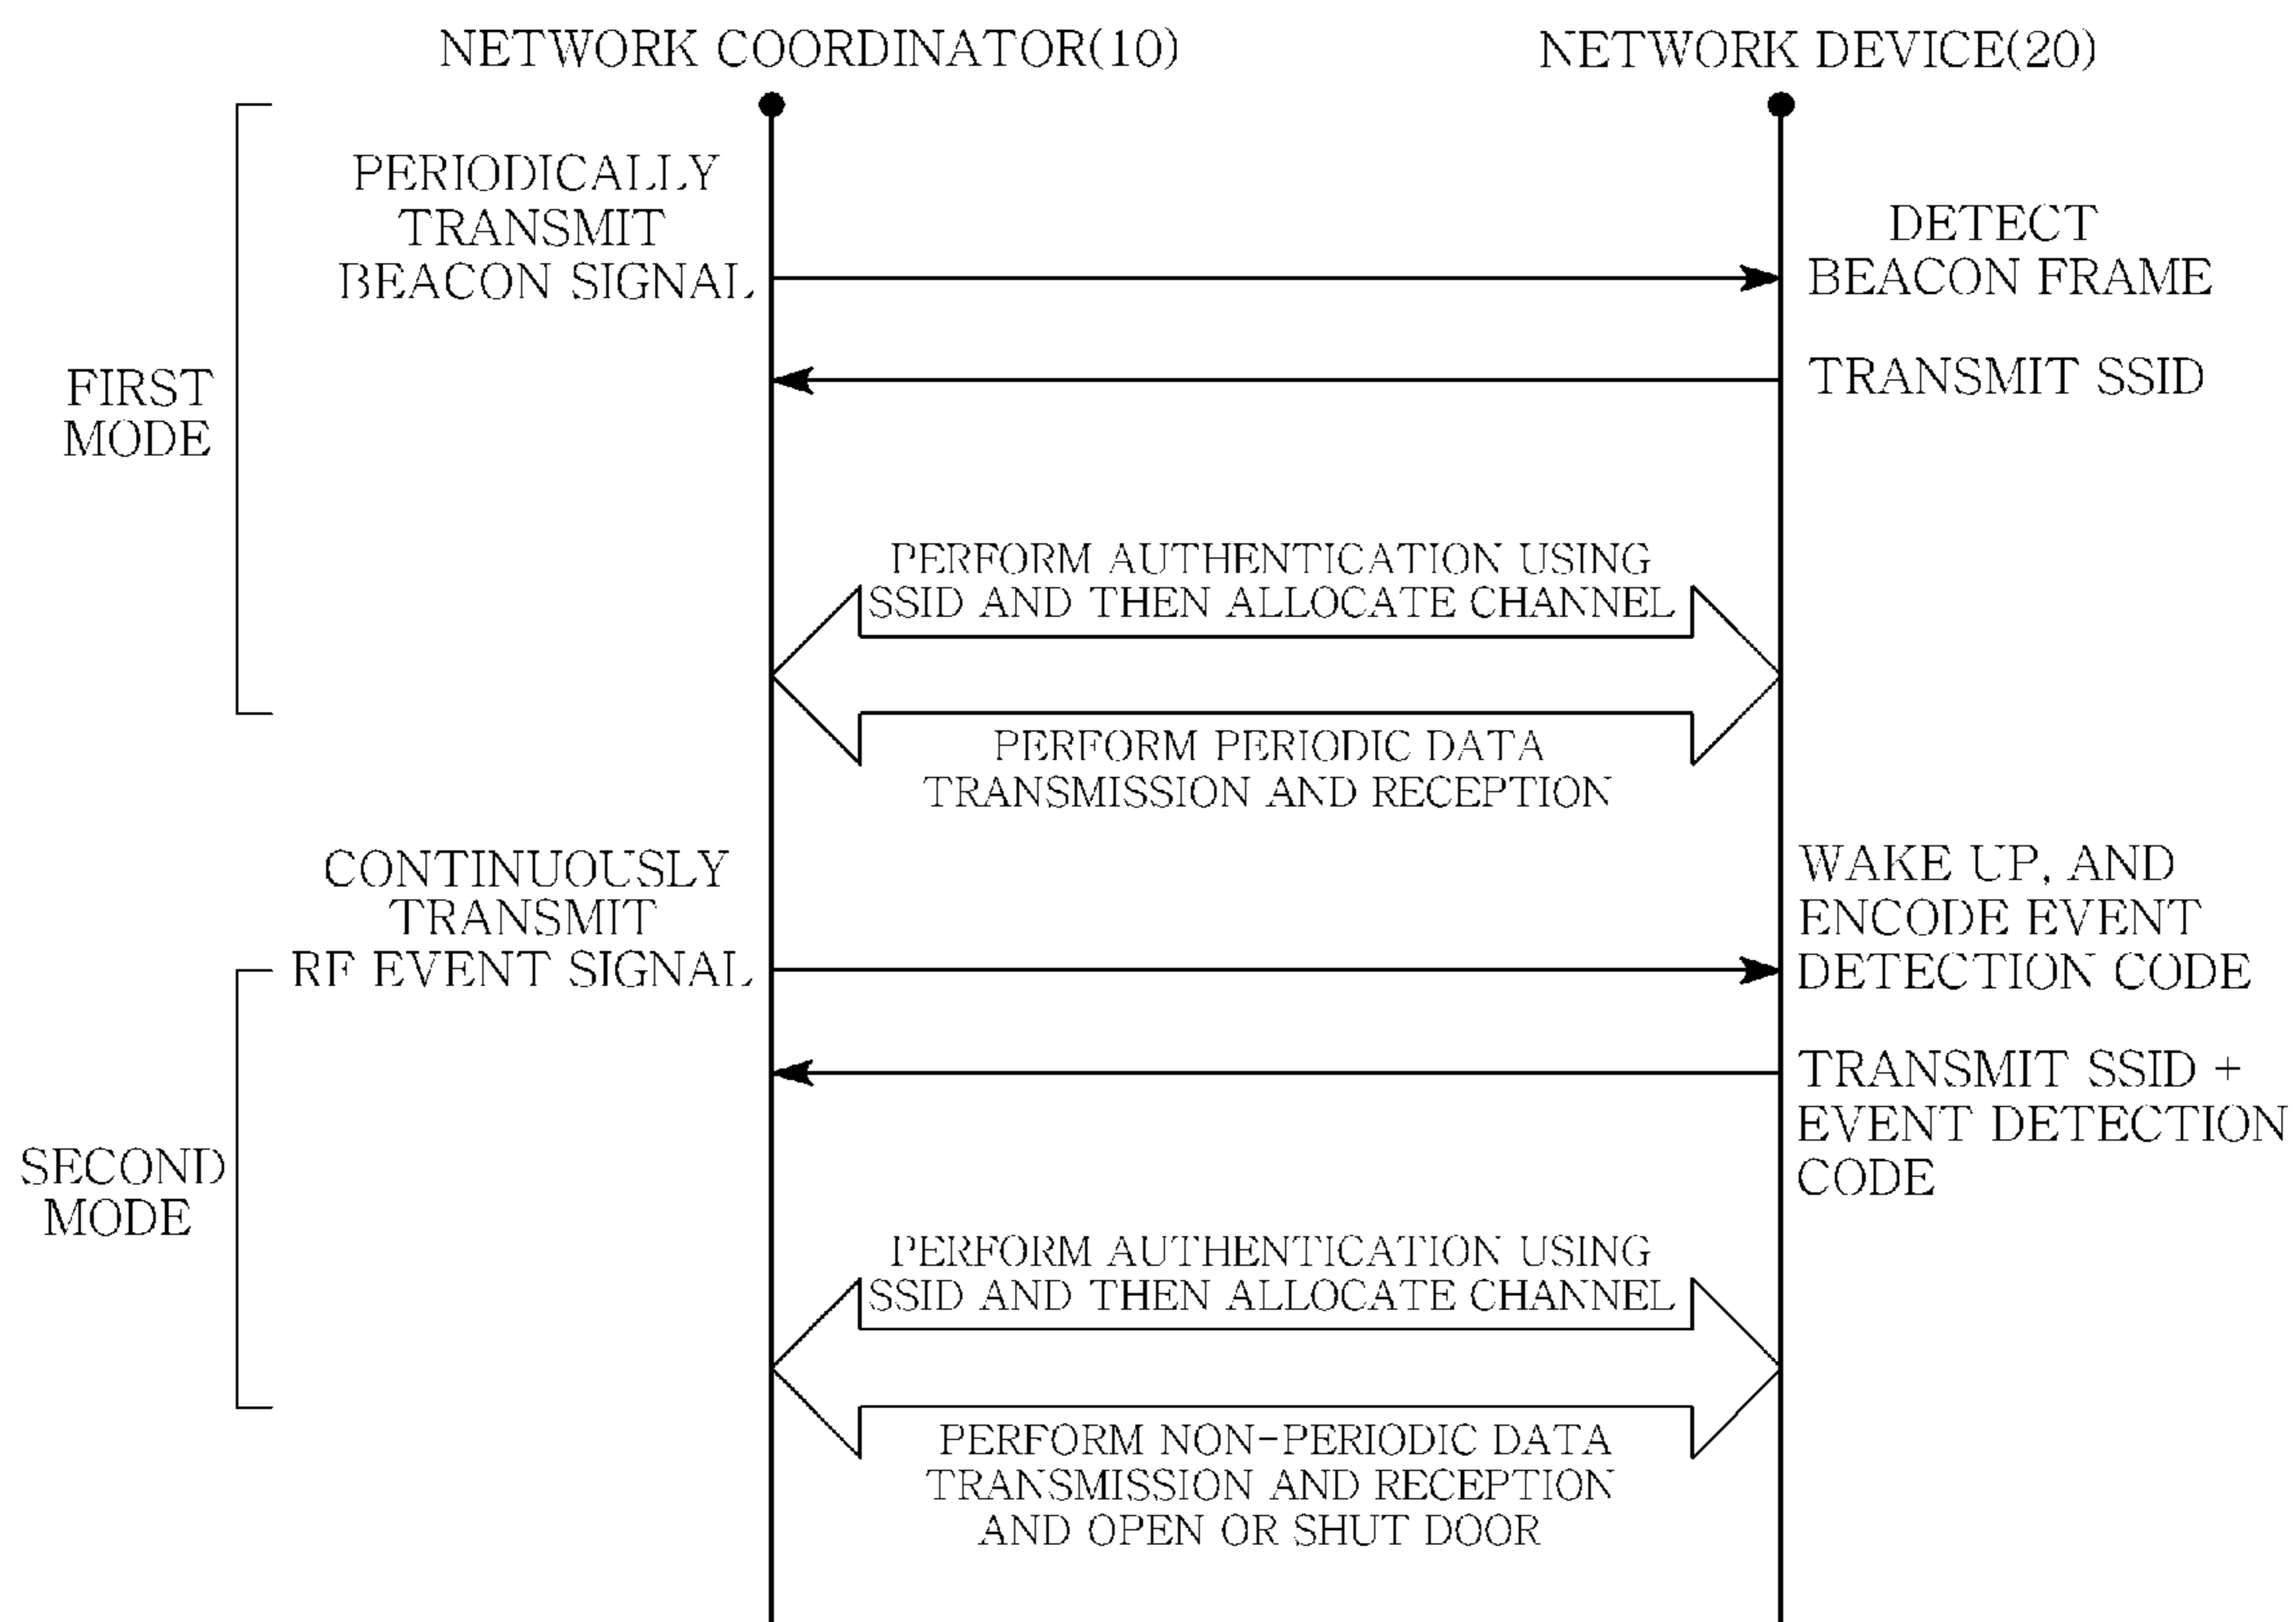 NETWORK COORDINATOR(10)
NETWORK DEVICE(20)
PERIODICALLY
TRANSMIT
BEACON SIGNAL
DETECT
BEACON FRAME
TRANSMIT SSID
FIRST
MODE
PERFORM AUTHENTICATION USING
SSID AND THEN ALLOCATE CHANNEL
PERFORM PERIODIC DATA
TRANSMISSION AND RECEPTION
CONTINUOUSLY
TRANSMIT
RF EVENT SIGNAL
WAKE UP, AND
ENCODE EVENT
DETECTION CODE
TRANSMIT SSID +
EVENT DETECTION
CODE
SECOND
MODE
PERFORM AUTHENTICATION USING
SSID AND THEN ALLOCATE CHANNEL
PERFORM NON-PERIODIC DATA
TRANSMISSION AND RECEPTION
AND OPEN OR SHUT DOOR